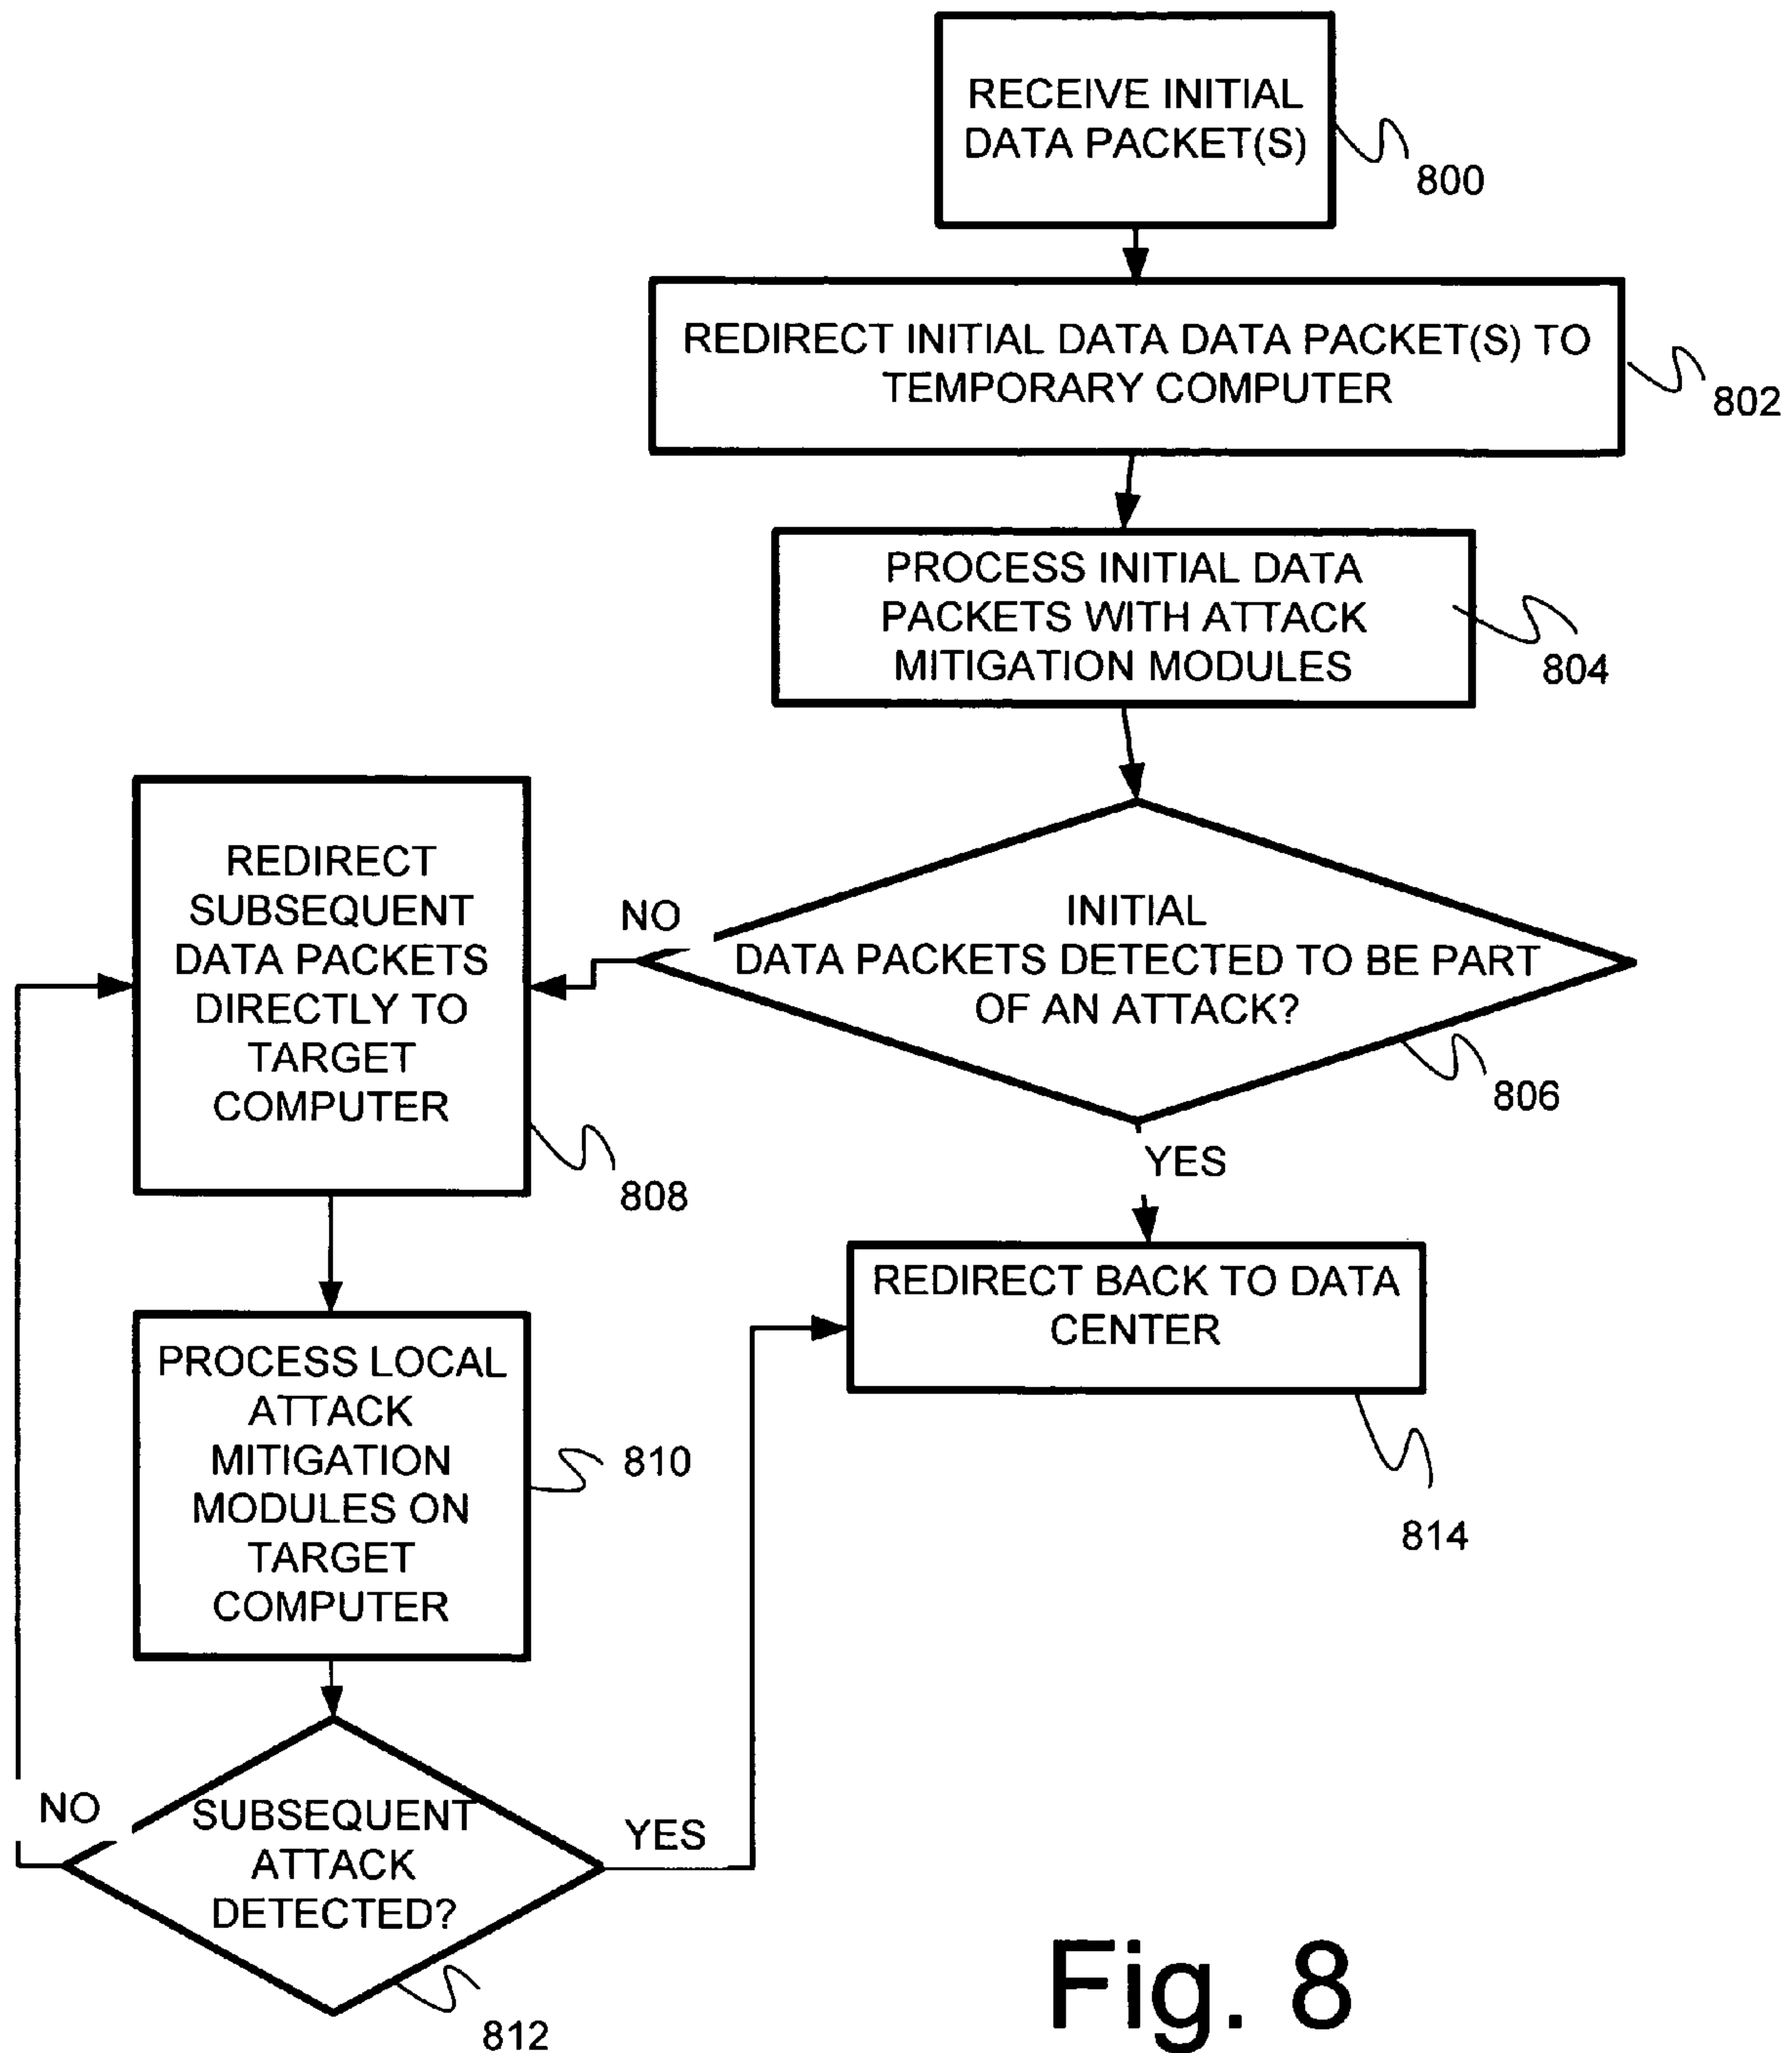 RECEIVE INITIAL
DATA PACKET(S)
800
REDIRECT INITIAL DATA DATA PACKET(S) TO
TEMPORARY COMPUTER
802
PROCESS INITIAL DATA
PACKETS WITH ATTACK
MITIGATION MODULES
804
INITIAL
DATA PACKETS DETECTED TO BE PART
OF AN ATTACK?
806
NO
YES
REDIRECT
SUBSEQUENT
DATA PACKETS
DIRECTLY TO
TARGET
COMPUTER
808
REDIRECT BACK TO DATA
CENTER
814
PROCESS LOCAL
ATTACK
MITIGATION
MODULES ON
TARGET
COMPUTER
810
SUBSEQUENT
ATTACK
DETECTED?
812
NO
YES
Fig. 8